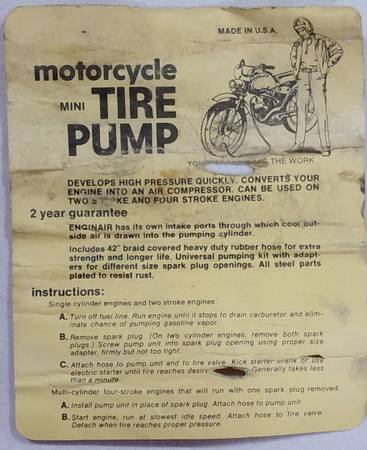 MADE IN U.S.A.
motorcycle
MINI TIRE
PUMP
THE WORK
DEVELOPS HIGH PRESSURE QUICKLY. CONVERTS YOUR
ENGINE INTO AN AIR COMPRESSOR. CAN BE USED ON
TWO AND FOUR STROKE ENGINES.
2 year guarantee
ENGINAIR has its own intake ports through which cool out-
side air is drawn into the pumping cylinder.
Includes 42" braid covered heavy duty rubber hose for extra
strength and longer life. Universal pumping kit with adapt-
ers for different size spark plug openings. All steel parts
plated to resist rust.
instructions:
Single cylinder engines and two stroke engines:
A. Turn off fuel line. Run engine until it stops to drain carburetor and elim-
inate chance of pumping gasoline vapor.
B. Remove spark plug. (On two cylinder engines, remove both spark
plugs.) Screw pump unit into spark plug opening using proper size
adapter, firmly but not too tight.
C. Attach hose to pump unit and to tire valve. Kick starter crank or use
electric starter until tire reaches Generally takes less
than a minute.
Multi-cylinder four-stroke engines that will run with one spark plug removed.
A. Install pump unit in place of spark plug. Attach hose to pump unit.
B. Start engine, run at slowest idle speed. Attach hose to tire valve.
Detach when tire reaches proper pressure.